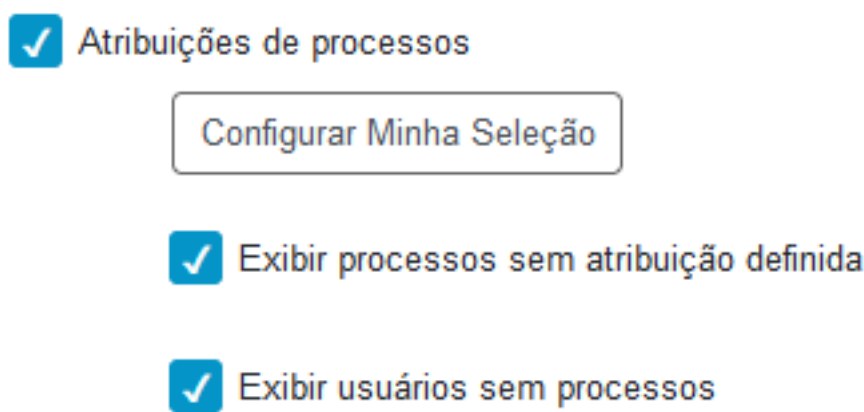 Atribuições de processos
Configurar Minha Seleção
Exibir processos sem atribuição definida
Exibir usuários sem processos